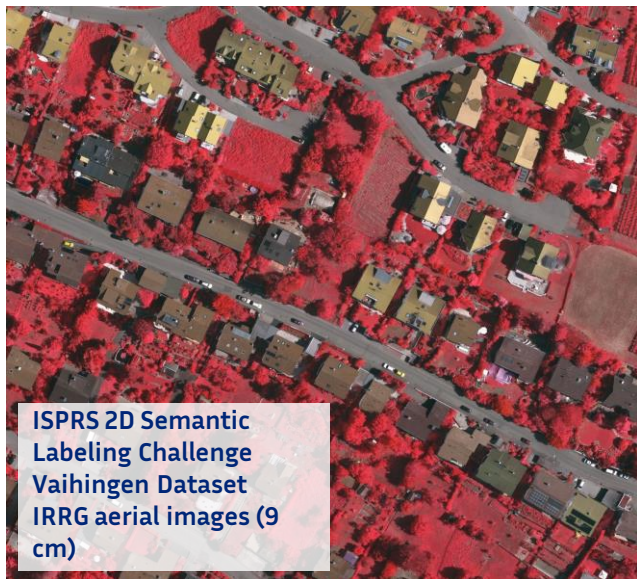 ISPRS 2D Semantic
Labeling Challenge
Vaihingen Dataset
IRRG aerial images (9
cm)